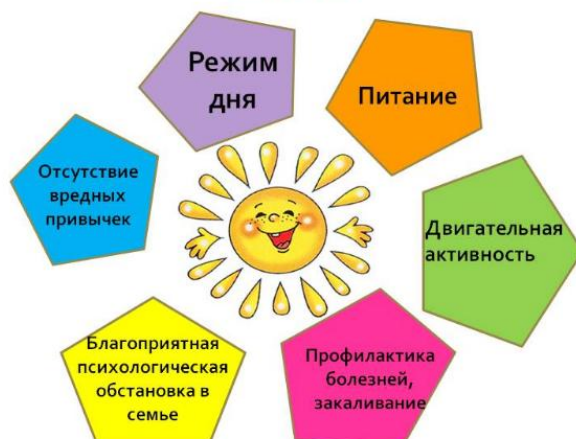 Режим
дня
Питание
Отсутствие
вредных
привычек
Двигательная
активность
Благоприятная
психологическая
обстановка в
семье
Профилактика
болезней,
закаливание